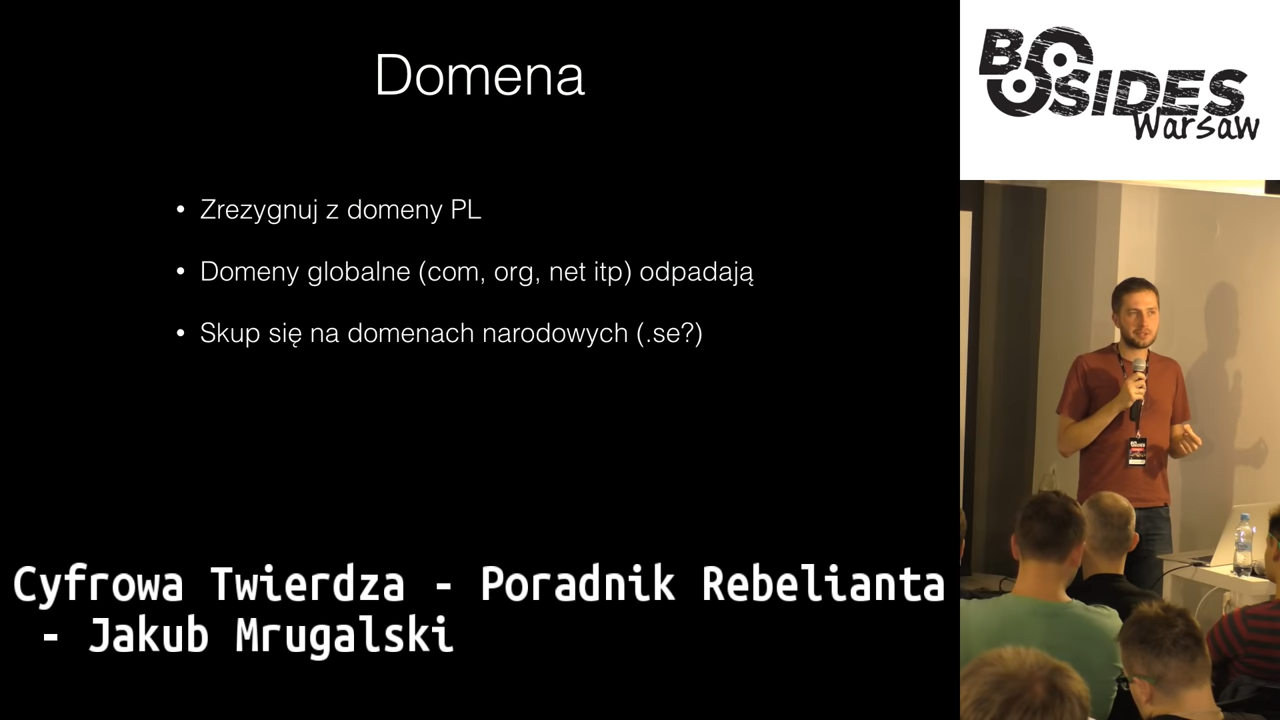 Domena
• Zrezygnuj z domeny PL
• Domeny globalne (com, org, net itp) odpadają
• Skup się na domenach narodowych (.se?)
Cyfrowa Twierdza - Poradnik Rebelianta
- Jakub Mrugalski
BSIDES
Warsaw